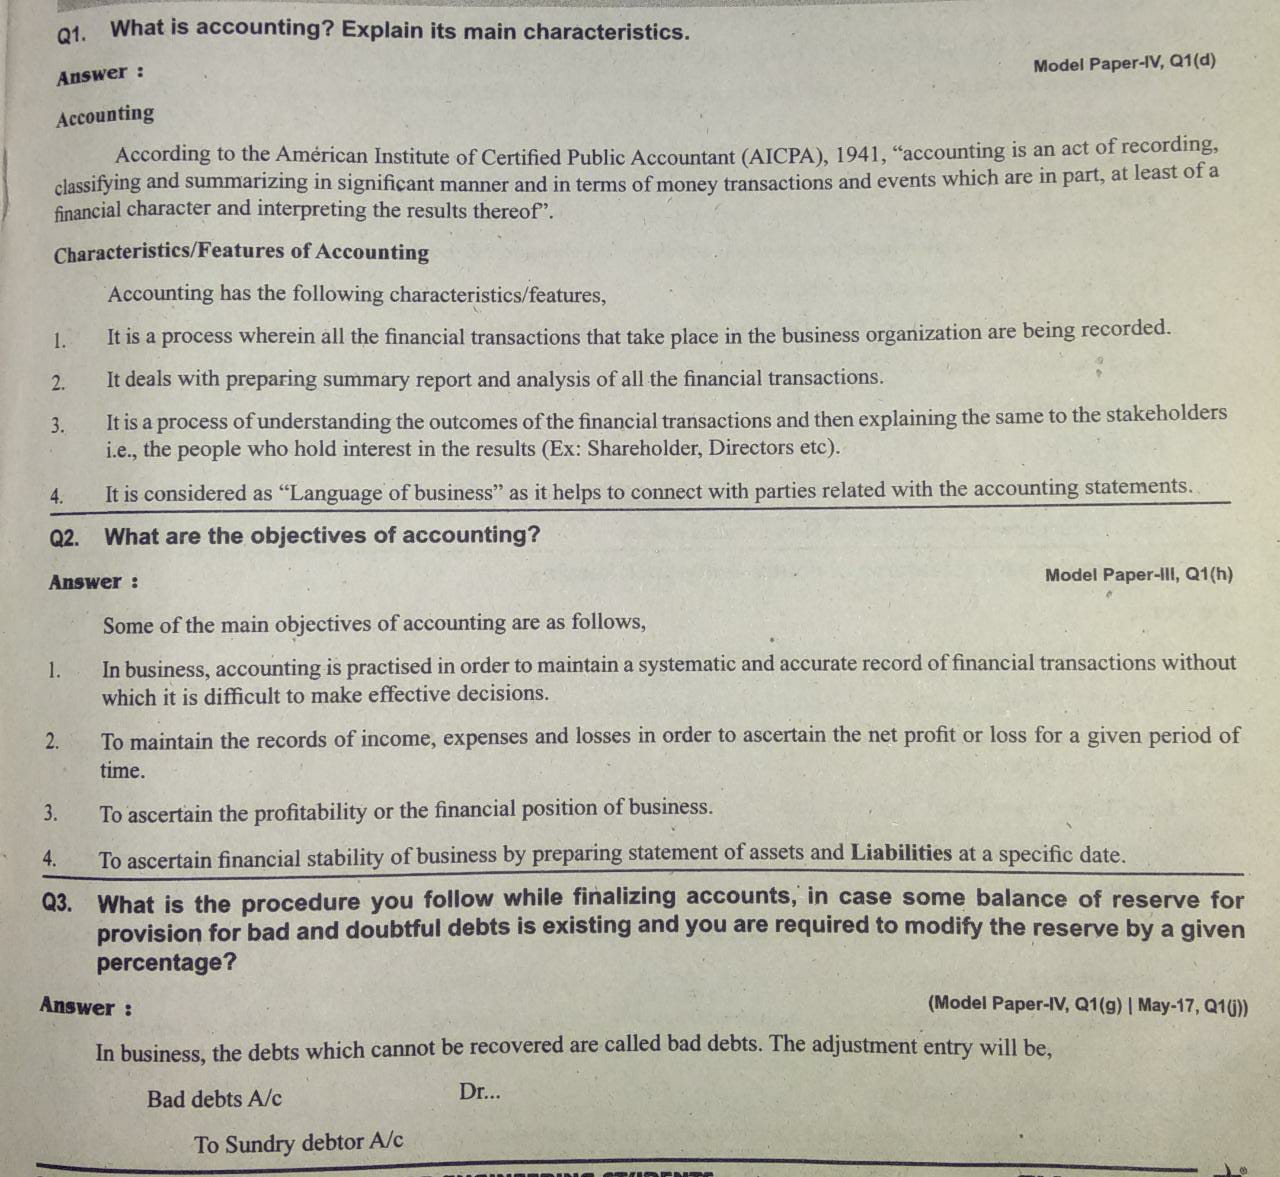 Q1. What is accounting? Explain its main characteristics.
Answer :
Model Paper-IV, Q1(d)
Accounting
According to the Américan Institute of Certified Public Accountant (AICPA), 1941, “accounting is an act of recording,
classifying and summarizing in significant manner and in terms of money transactions and events which are in part, at least of a
financial character and interpreting the results thereof”.
Characteristics/Features of Accounting
Accounting has the following characteristics/features,
1. It is a process wherein all the financial transactions that take place in the business organization are being recorded.
2. It deals with preparing summary report and analysis of all the financial transactions.
3. It is a process of understanding the outcomes of the financial transactions and then explaining the same to the stakeholders
i.e., the people who hold interest in the results (Ex: Shareholder, Directors etc).
4. It is considered as “Language of business” as it helps to connect with parties related with the accounting statements.
Q2. What are the objectives of accounting?
Answer :
Model Paper-III, Q1(h)
Some of the main objectives of accounting are as follows,
1. In business, accounting is practised in order to maintain a systematic and accurate record of financial transactions without
which it is difficult to make effective decisions.
2. To maintain the records of income, expenses and losses in order to ascertain the net profit or loss for a given period of
time.
3. To ascertain the profitability or the financial position of business.
4. To ascertain financial stability of business by preparing statement of assets and Liabilities at a specific date.
Q3. What is the procedure you follow while finalizing accounts, in case some balance of reserve for
provision for bad and doubtful debts is existing and you are required to modify the reserve by a given
percentage?
Answer :
(Model Paper-IV, Q1(g) | May-17, Q1(j))
In business, the debts which cannot be recovered are called bad debts. The adjustment entry will be,
Bad debts A/c Dr...
To Sundry debtor A/c